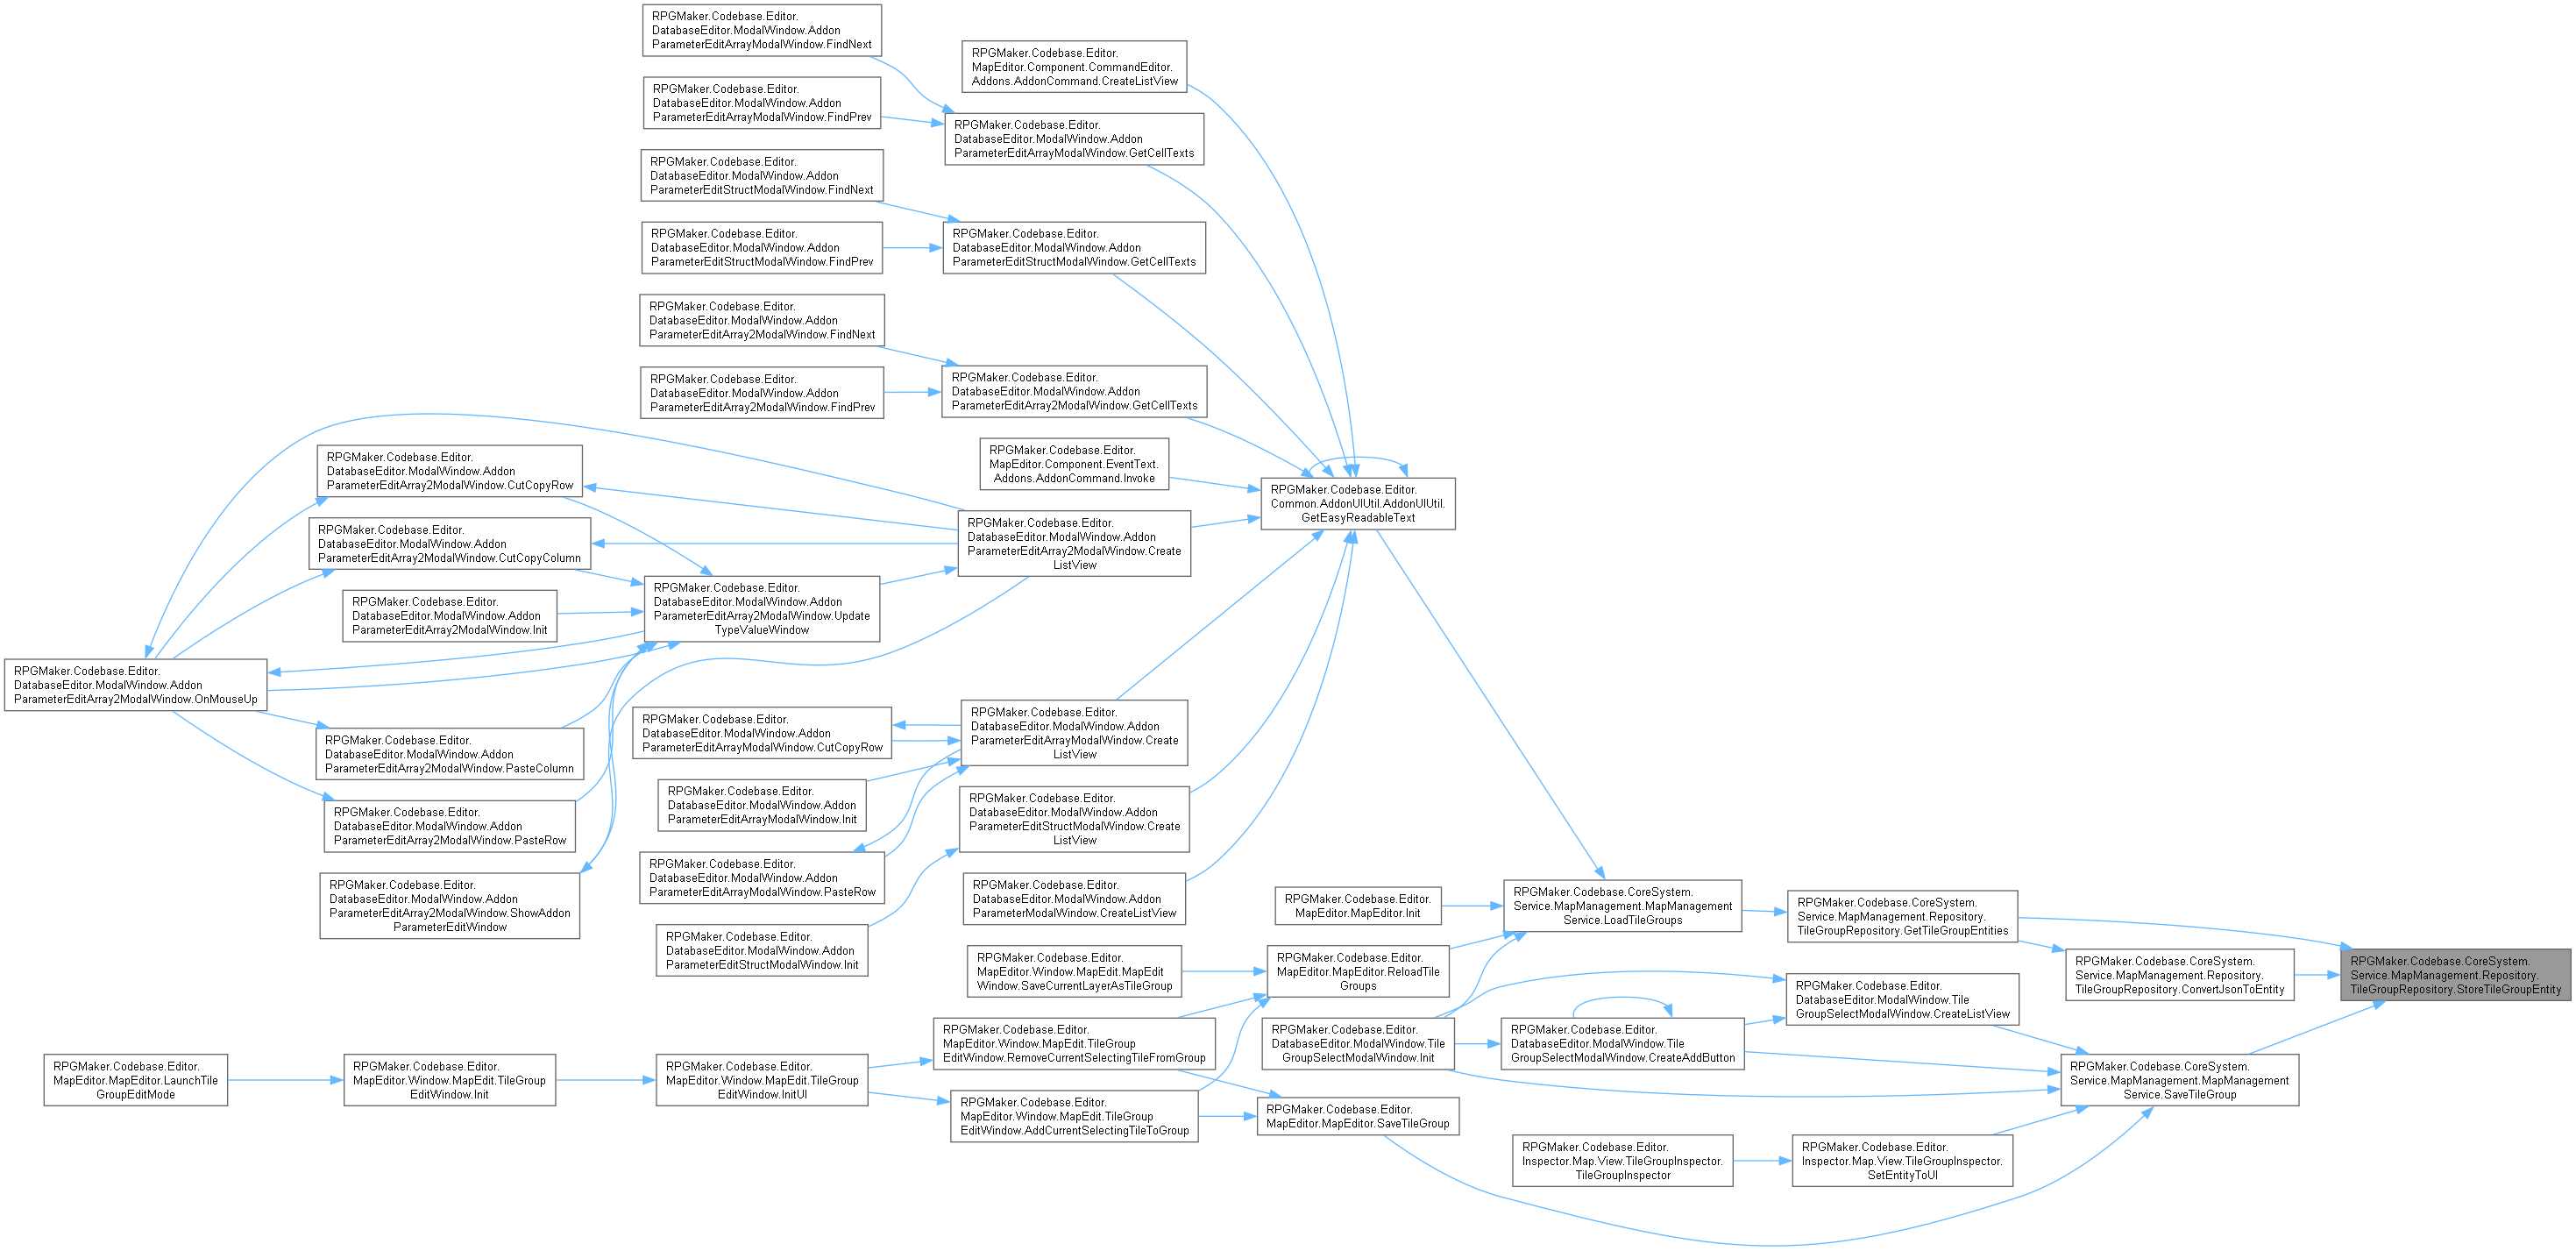 RPGMaker.Codebase.Editor.
DatabaseEditor.ModalWindow.Addon
ParameterEditArrayModalWindow.FindNext
RPGMaker.Codebase.Editor.
MapEditor.Component.CommandEditor.
Addons.AddonCommand.CreateListView
RPGMaker.Codebase.Editor.
DatabaseEditor.ModalWindow.Addon
ParameterEditArrayModalWindow.FindPrev
RPGMaker.Codebase.Editor.
DatabaseEditor.ModalWindow.Addon
ParameterEditArrayModalWindow.GetCellTexts
RPGMaker.Codebase.Editor.
DatabaseEditor.ModalWindow.Addon
ParameterEditStructModalWindow.FindNext
RPGMaker.Codebase.Editor.
DatabaseEditor.ModalWindow.Addon
ParameterEditStructModalWindow.FindPrev
RPGMaker.Codebase.Editor.
DatabaseEditor.ModalWindow.Addon
ParameterEditStructModalWindow.GetCellTexts
RPGMaker.Codebase.Editor.
DatabaseEditor.ModalWindow.Addon
ParameterEditArray2ModalWindow.FindNext
RPGMaker.Codebase.Editor.
DatabaseEditor.ModalWindow.Addon
ParameterEditArray2ModalWindow.FindPrev
RPGMaker.Codebase.Editor.
DatabaseEditor.ModalWindow.Addon
ParameterEditArray2ModalWindow.GetCellTexts
RPGMaker.Codebase.Editor.
MapEditor.Component.EventText.
Addons.AddonCommand.Invoke
RPGMaker.Codebase.Editor.
DatabaseEditor.ModalWindow.Addon
ParameterEditArray2ModalWindow.CutCopyRow
RPGMaker.Codebase.Editor.
Common.AddonUIUtil.AddonUIUtil.
GetEasyReadableText
RPGMaker.Codebase.Editor.
DatabaseEditor.ModalWindow.Addon
ParameterEditArray2ModalWindow.CutCopyColumn
RPGMaker.Codebase.Editor.
DatabaseEditor.ModalWindow.Addon
ParameterEditArray2ModalWindow.Create
ListView
RPGMaker.Codebase.Editor.
DatabaseEditor.ModalWindow.Addon
ParameterEditArray2ModalWindow.Init
RPGMaker.Codebase.Editor.
DatabaseEditor.ModalWindow.Addon
ParameterEditArray2ModalWindow.Update
TypeValueWindow
RPGMaker.Codebase.Editor.
DatabaseEditor.ModalWindow.Addon
ParameterEditArray2ModalWindow.OnMouseUp
RPGMaker.Codebase.Editor.
DatabaseEditor.ModalWindow.Addon
ParameterEditArray2ModalWindow.PasteColumn
RPGMaker.Codebase.Editor.
DatabaseEditor.ModalWindow.Addon
ParameterEditArrayModalWindow.CutCopyRow
RPGMaker.Codebase.Editor.
DatabaseEditor.ModalWindow.Addon
ParameterEditArrayModalWindow.Create
ListView
RPGMaker.Codebase.Editor.
DatabaseEditor.ModalWindow.Addon
ParameterEditArray2ModalWindow.PasteRow
RPGMaker.Codebase.Editor.
DatabaseEditor.ModalWindow.Addon
ParameterEditArrayModalWindow.Init
RPGMaker.Codebase.Editor.
DatabaseEditor.ModalWindow.Addon
ParameterEditStructModalWindow.Create
ListView
RPGMaker.Codebase.Editor.
DatabaseEditor.ModalWindow.Addon
ParameterEditArray2ModalWindow.ShowAddon
ParameterEditWindow
RPGMaker.Codebase.Editor.
DatabaseEditor.ModalWindow.Addon
ParameterEditArrayModalWindow.PasteRow
RPGMaker.Codebase.Editor.
DatabaseEditor.ModalWindow.Addon
ParameterModalWindow.CreateListView
RPGMaker.Codebase.Editor.
MapEditor.MapEditor.Init
RPGMaker.Codebase.CoreSystem.
Service.MapManagement.MapManagement
Service.LoadTileGroups
RPGMaker.Codebase.CoreSystem.
Service.MapManagement.Repository.
TileGroupRepository.GetTileGroupEntities
RPGMaker.Codebase.Editor.
DatabaseEditor.ModalWindow.Addon
ParameterEditStructModalWindow.Init
RPGMaker.Codebase.Editor.
MapEditor.Window.MapEdit.MapEdit
Window.SaveCurrentLayerAsTileGroup
RPGMaker.Codebase.Editor.
MapEditor.MapEditor.ReloadTile
Groups
RPGMaker.Codebase.CoreSystem.
Service.MapManagement.Repository.
TileGroupRepository.ConvertJsonToEntity
RPGMaker.Codebase.CoreSystem.
Service.MapManagement.Repository.
TileGroupRepository.StoreTileGroupEntity
RPGMaker.Codebase.Editor.
DatabaseEditor.ModalWindow.Tile
GroupSelectModalWindow.CreateListView
RPGMaker.Codebase.Editor.
MapEditor.Window.MapEdit.TileGroup
EditWindow.RemoveCurrentSelectingTileFromGroup
RPGMaker.Codebase.Editor.
DatabaseEditor.ModalWindow.Tile
GroupSelectModalWindow.Init
RPGMaker.Codebase.Editor.
DatabaseEditor.ModalWindow.Tile
GroupSelectModalWindow.CreateAddButton
RPGMaker.Codebase.Editor.
MapEditor.MapEditor.LaunchTile
GroupEditMode
RPGMaker.Codebase.Editor.
MapEditor.Window.MapEdit.TileGroup
EditWindow.Init
RPGMaker.Codebase.Editor.
MapEditor.Window.MapEdit.TileGroup
EditWindow.InitUI
RPGMaker.Codebase.CoreSystem.
Service.MapManagement.MapManagement
Service.SaveTileGroup
RPGMaker.Codebase.Editor.
MapEditor.Window.MapEdit.TileGroup
EditWindow.AddCurrentSelectingTileToGroup
RPGMaker.Codebase.Editor.
MapEditor.MapEditor.SaveTileGroup
RPGMaker.Codebase.Editor.
Inspector.Map.View.TileGroupInspector.
TileGroupInspector
RPGMaker.Codebase.Editor.
Inspector.Map.View.TileGroupInspector.
SetEntityToUI